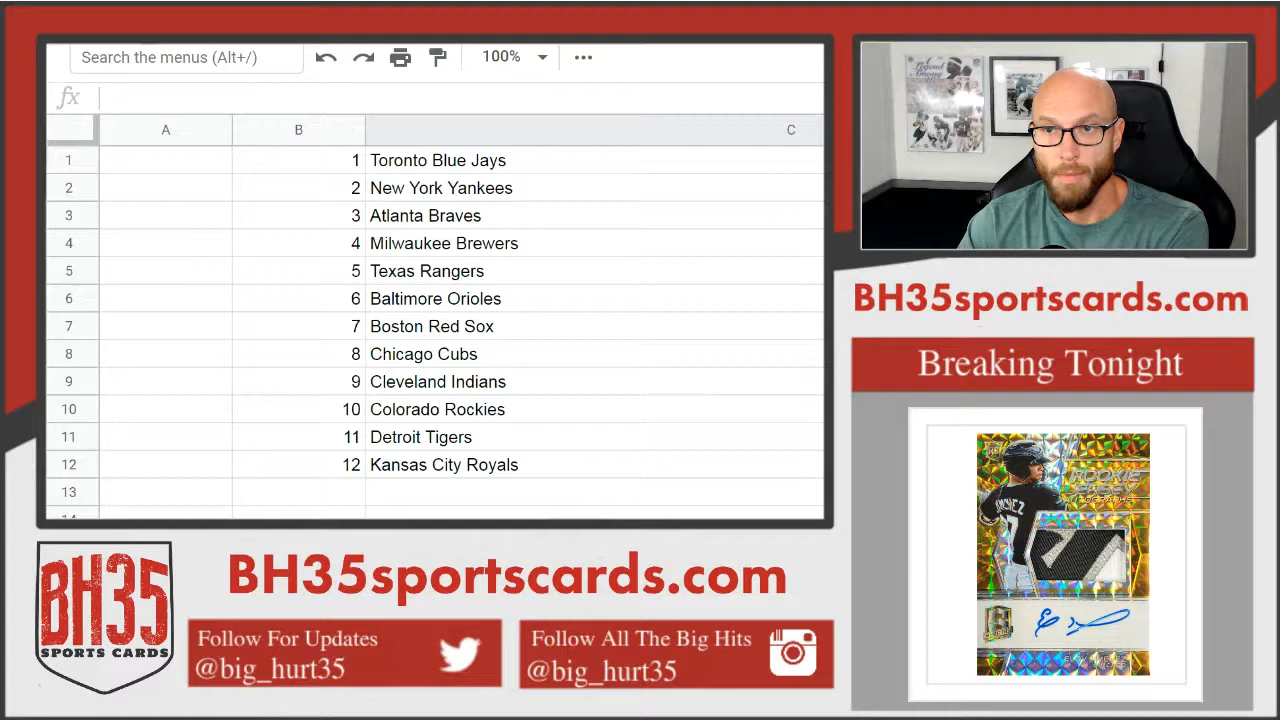 Search the menus (Alt+/)
100%
fx
A B C
1 1 Toronto Blue Jays
2 2 New York Yankees
3 3 Atlanta Braves
4 4 Milwaukee Brewers
5 5 Texas Rangers
6 6 Baltimore Orioles
7 7 Boston Red Sox
8 8 Chicago Cubs
9 9 Cleveland Indians
10 10 Colorado Rockies
11 11 Detroit Tigers
12 12 Kansas City Royals
13
BH35sportscards.com
Breaking Tonight
ROOKIE
JERSEY
AUTOGRAPHS
BH35
SPORTS CARDS
BH35sportscards.com
Follow For Updates
@big_hurt35
Follow All The Big Hits
@big_hurt35